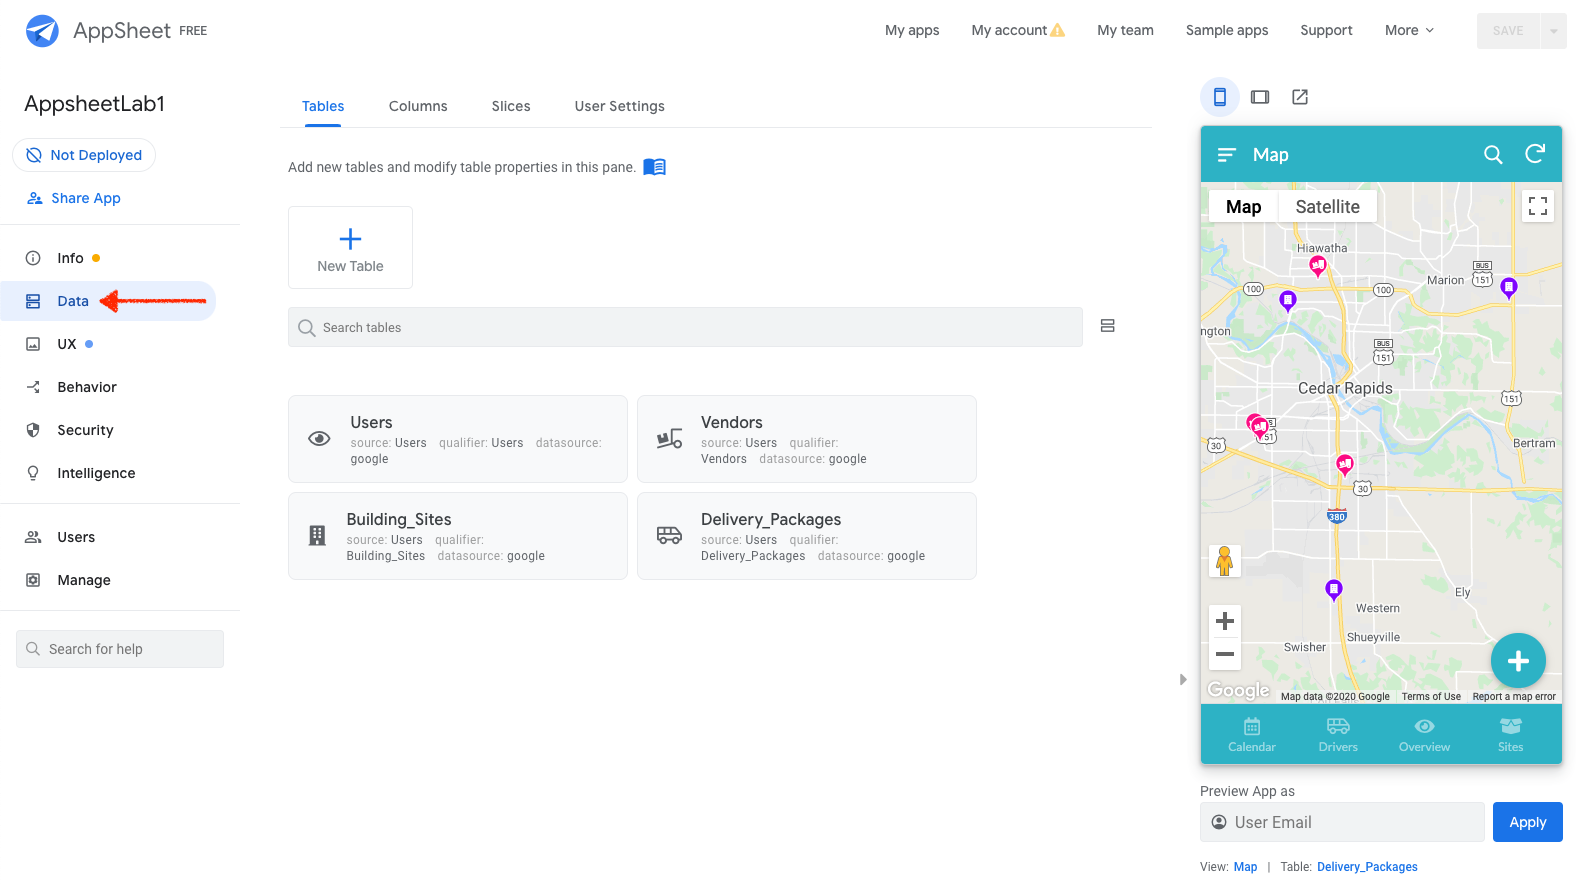 AppSheet FREE
My apps
My account
My team
Sample apps
Support
More
SAVE
AppsheetLab1
Not Deployed
Share App
Info
Data
UX
Behavior
Security
Intelligence
Users
Manage
Search for help
Tables
Columns
Slices
User Settings
Add new tables and modify table properties in this pane.
New Table
Search tables
Users
source: Users qualifier: Users datasource:
google
Vendors
source: Users qualifier:
Vendors datasource: google
Building_Sites
source: Users qualifier:
Building_Sites datasource: google
Delivery_Packages
source: Users qualifier:
Delivery_Packages datasource: google
Map
Map
Satellite
Hiawatha
BUS
151
Marion
100
100
ngton
BUS
151
Cedar Rapids
151
S
51
30
Bertram
30
380
Ely
Western
Shueyville
Swisher
Google
Map data ©2020 Google
Terms of Use
Report a map error
Calendar
Drivers
Overview
Sites
Preview App as
User Email
Apply
View: Map | Table: Delivery_Packages